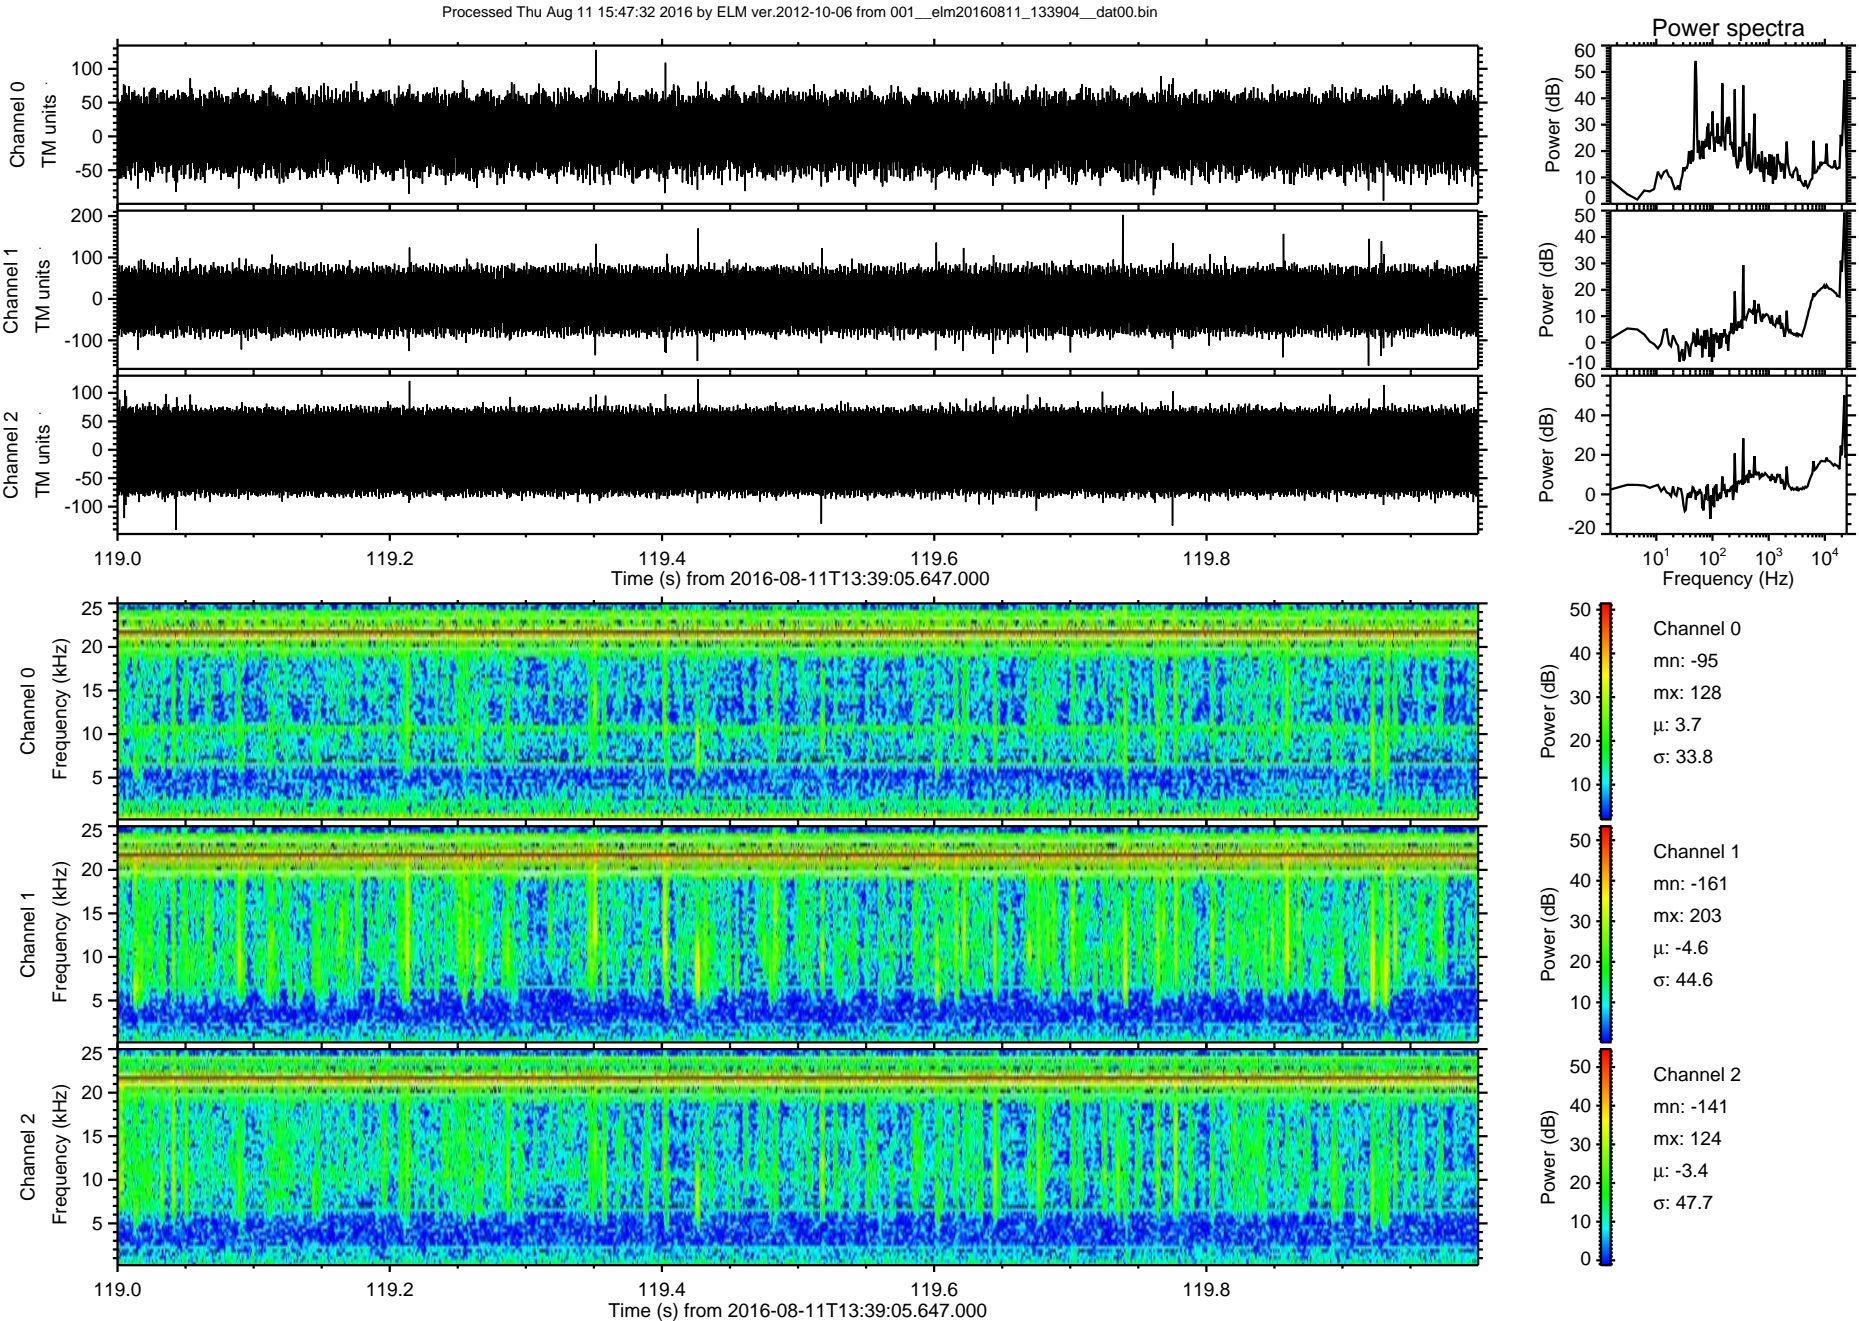 Processed Thu Aug 11 15:47:32 2016 by ELM ver.2012-10-06 from 001__elm20160811_133904__dat00.bin
Power spectra
Channel 0
TM units
100
50
0
-50
Power (dB)
60
50
40
30
20
10
0
Channel 1
TM units
200
100
0
-100
Power (dB)
50
40
30
20
10
0
-10
Channel 2
TM units
100
50
0
-50
-100
Power (dB)
60
40
20
0
-20
119.0 119.2 119.4 119.6 119.8
Time (s) from 2016-08-11T13:39:05.647.000
10^1 10^2 10^3 10^4
Frequency (Hz)
Channel 0
Frequency (kHz)
25
20
15
10
5
Power (dB)
50
40
30
20
10
Channel 0
mn: -95
mx: 128
μ: 3.7
σ: 33.8
Channel 1
Frequency (kHz)
25
20
15
10
5
Power (dB)
50
40
30
20
10
Channel 1
mn: -161
mx: 203
μ: -4.6
σ: 44.6
Channel 2
Frequency (kHz)
25
20
15
10
5
Power (dB)
50
40
30
20
10
0
Channel 2
mn: -141
mx: 124
μ: -3.4
σ: 47.7
119.0 119.2 119.4 119.6 119.8
Time (s) from 2016-08-11T13:39:05.647.000